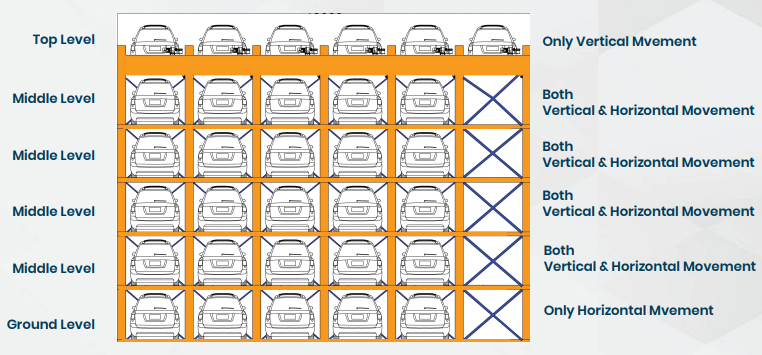 Top Level
Only Vertical Mvement
Middle Level
Both
Vertical & Horizontal Movement
Middle Level
Both
Vertical & Horizontal Movement
Middle Level
Both
Vertical & Horizontal Movement
Middle Level
Both
Vertical & Horizontal Movement
Ground Level
Only Horizontal Movement